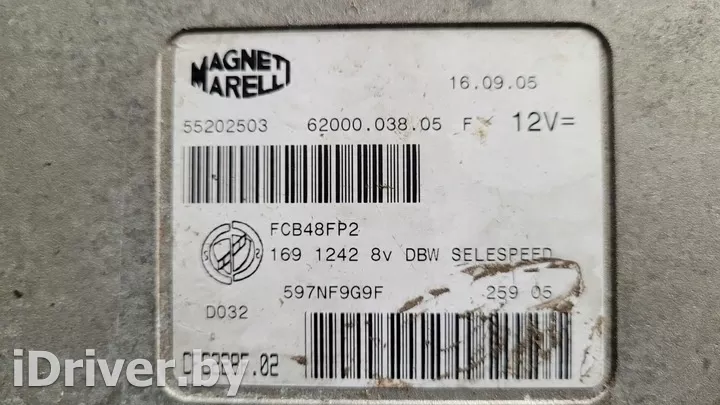 MAGNETI
MARELLI
16.09.05
55202503 62000.038.05 F 12V=
FCB48FP2
169 1242 8v DBW SELESPEED
597NF9G9F 259 05
D032
.02
iDriver.by